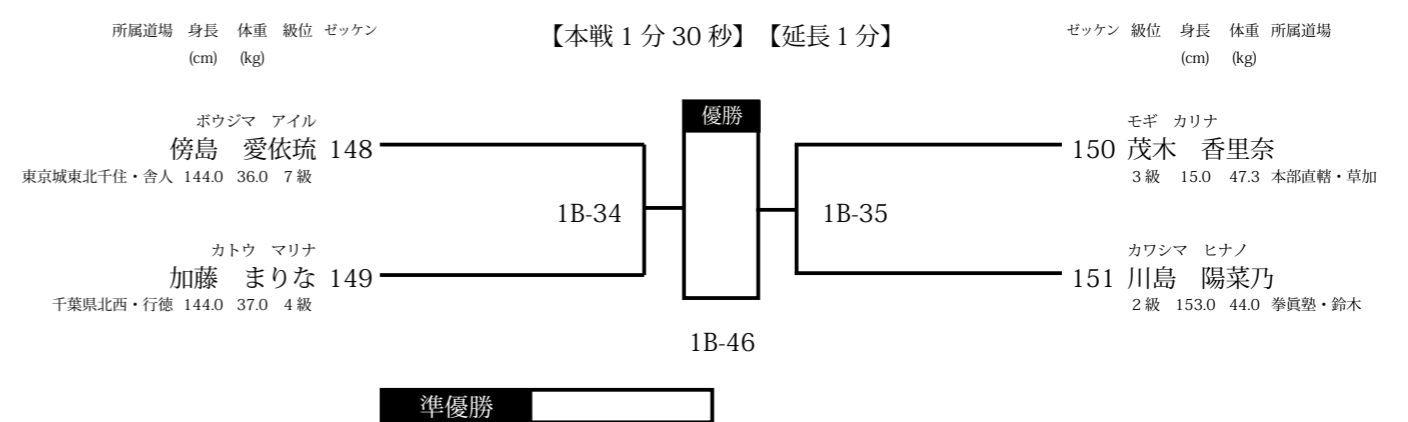 所属道場 身長 体重 級位 ゼッケン
(cm) (kg)
【本戦 1 分 30 秒】【延長 1 分】
ゼッケン 級位 身長 体重 所属道場
(cm) (kg)
ボウジマ アイル
傍島 愛依琉 148
東京城東北千住・舎人 144.0 36.0 7 級
1B-34
カトウ マリナ
加藤 まりな 149
千葉県北西・行徳 144.0 37.0 4 級
優勝
1B-46
モギ カリナ
150 茂木 香里奈
3 級 15.0 47.3 本部直轄・草加
1B-35
カワシマ ヒナノ
151 川島 陽菜乃
2 級 153.0 44.0 拳眞塾・鈴木
準優勝